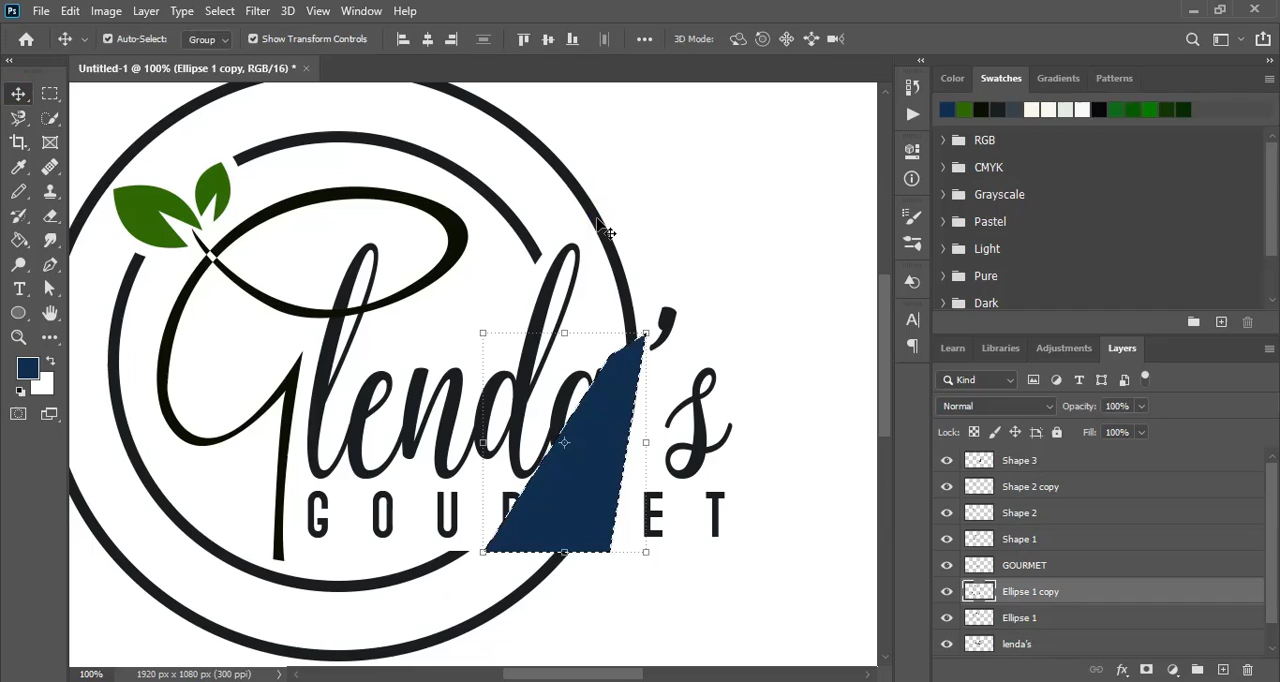 Ps File Edit Image Layer Type Select Filter 3D View Window Help
Auto-Select: Group Show Transform Controls 3D Mode:
Untitled-1 @ 100% (Ellipse 1 copy, RGB/16) * ×
Color Swatches Gradients Patterns
RGB
CMYK
Grayscale
Pastel
Light
Pure
Dark
Learn Libraries Adjustments Layers
Kind
Normal Opacity: 100%
Lock: Fill: 100%
Shape 3
Shape 2 copy
Shape 2
Shape 1
GOURMET
Ellipse 1 copy
Ellipse 1
lenda's
Glenda's
GOURMET
100% 1920 px x 1080 px (300 ppi)